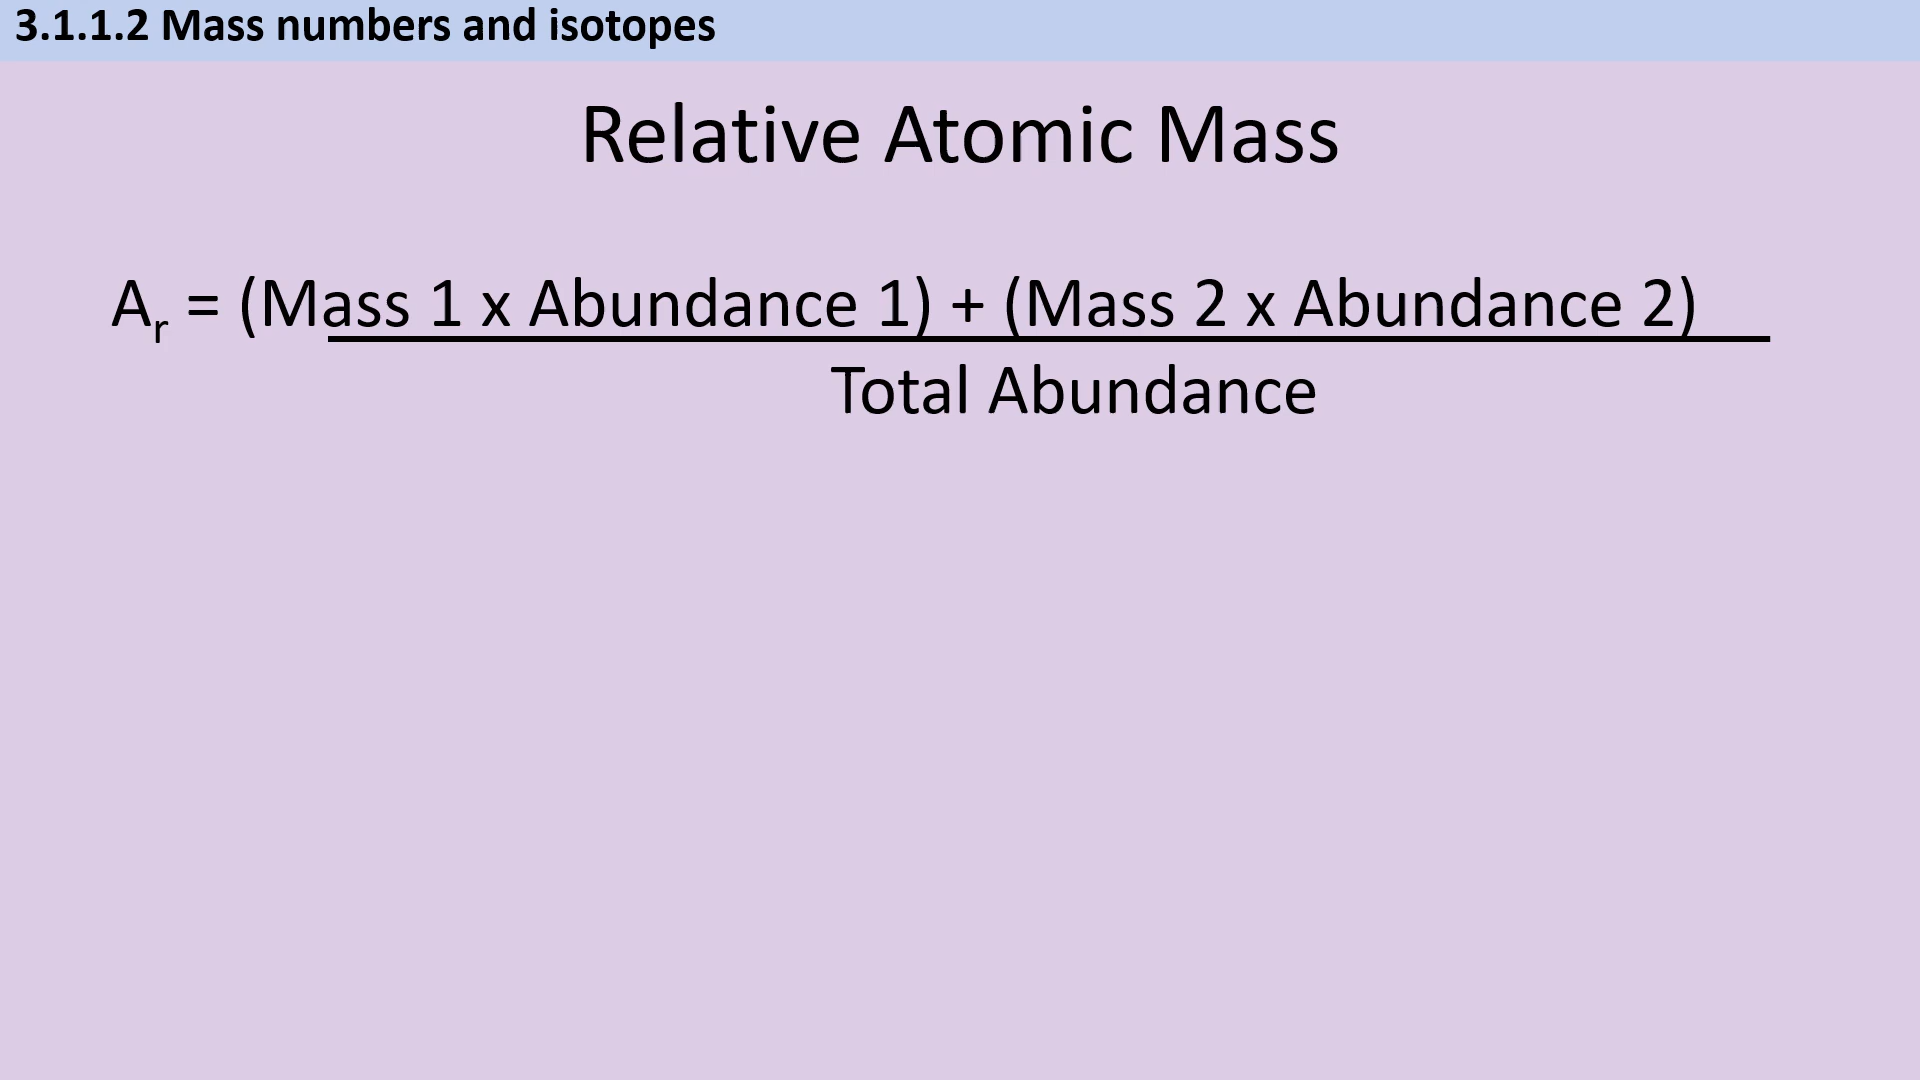 3.1.1.2 Mass numbers and isotopes
Relative Atomic Mass
Ar = (Mass 1 x Abundance 1) + (Mass 2 x Abundance 2)
Total Abundance